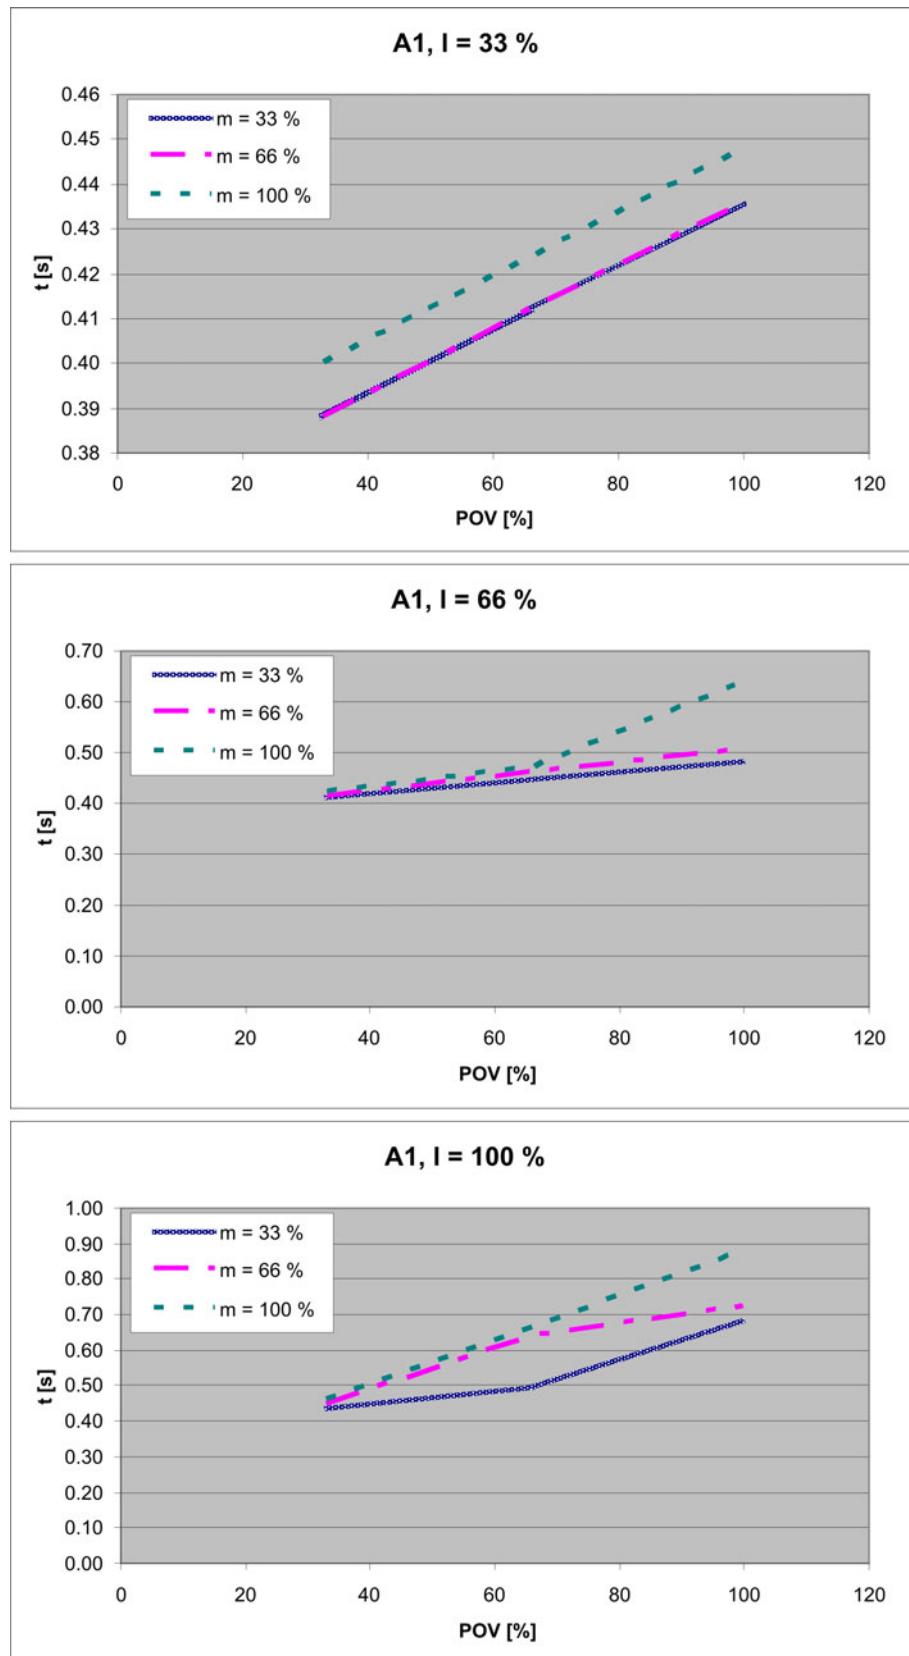 A1, l = 33 %
0.46
0.45
0.44
0.43
0.42
0.41
0.40
0.39
0.38
t [s]
m = 33 %
m = 66 %
m = 100 %
0 20 40 60 80 100 120
POV [%]
A1, l = 66 %
0.70
0.60
0.50
0.40
0.30
0.20
0.10
0.00
t [s]
m = 33 %
m = 66 %
m = 100 %
0 20 40 60 80 100 120
POV [%]
A1, l = 100 %
1.00
0.90
0.80
0.70
0.60
0.50
0.40
0.30
0.20
0.10
0.00
t [s]
m = 33 %
m = 66 %
m = 100 %
0 20 40 60 80 100 120
POV [%]